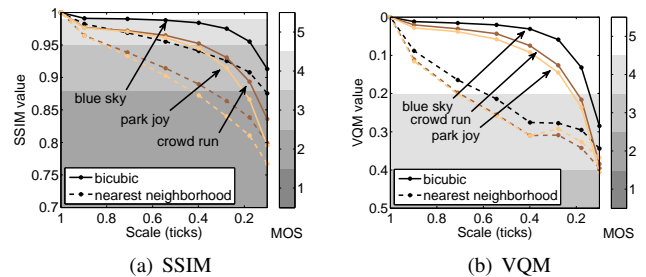 1
0.95
0.9
0.85
0.8
0.75
0.7
SSIM value
blue sky
park joy
crowd run
bicubic
nearest neighborhood
1
0.8
0.6
0.4
0.2
Scale (ticks)
5
4
3
2
1
MOS
(a) SSIM
0
0.1
0.2
0.3
0.4
0.5
VQM value
blue sky
crowd run
park joy
bicubic
nearest neighborhood
1
0.8
0.6
0.4
0.2
Scale (ticks)
5
4
3
2
1
MOS
(b) VQM